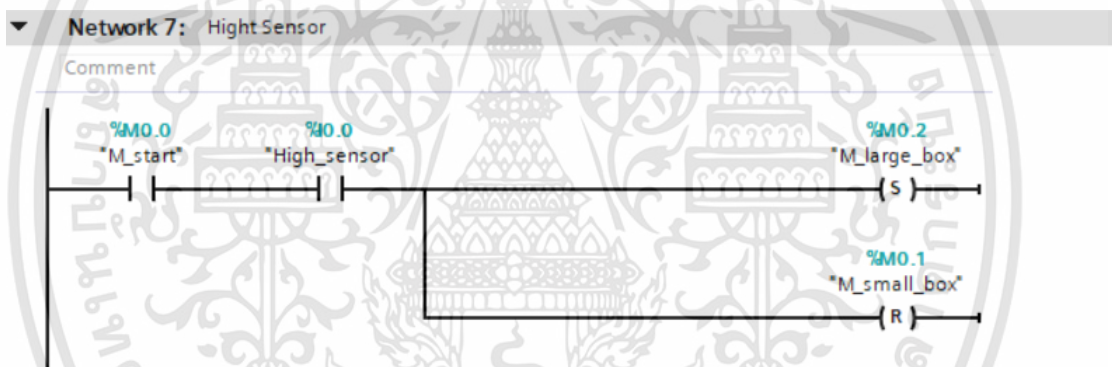 Network 7: Hight Sensor
Comment
%M0.0 %I0.0 %M0.2
"M_start" "High_sensor" "M_large_box"
( S )
%M0.1
"M_small_box"
( R )